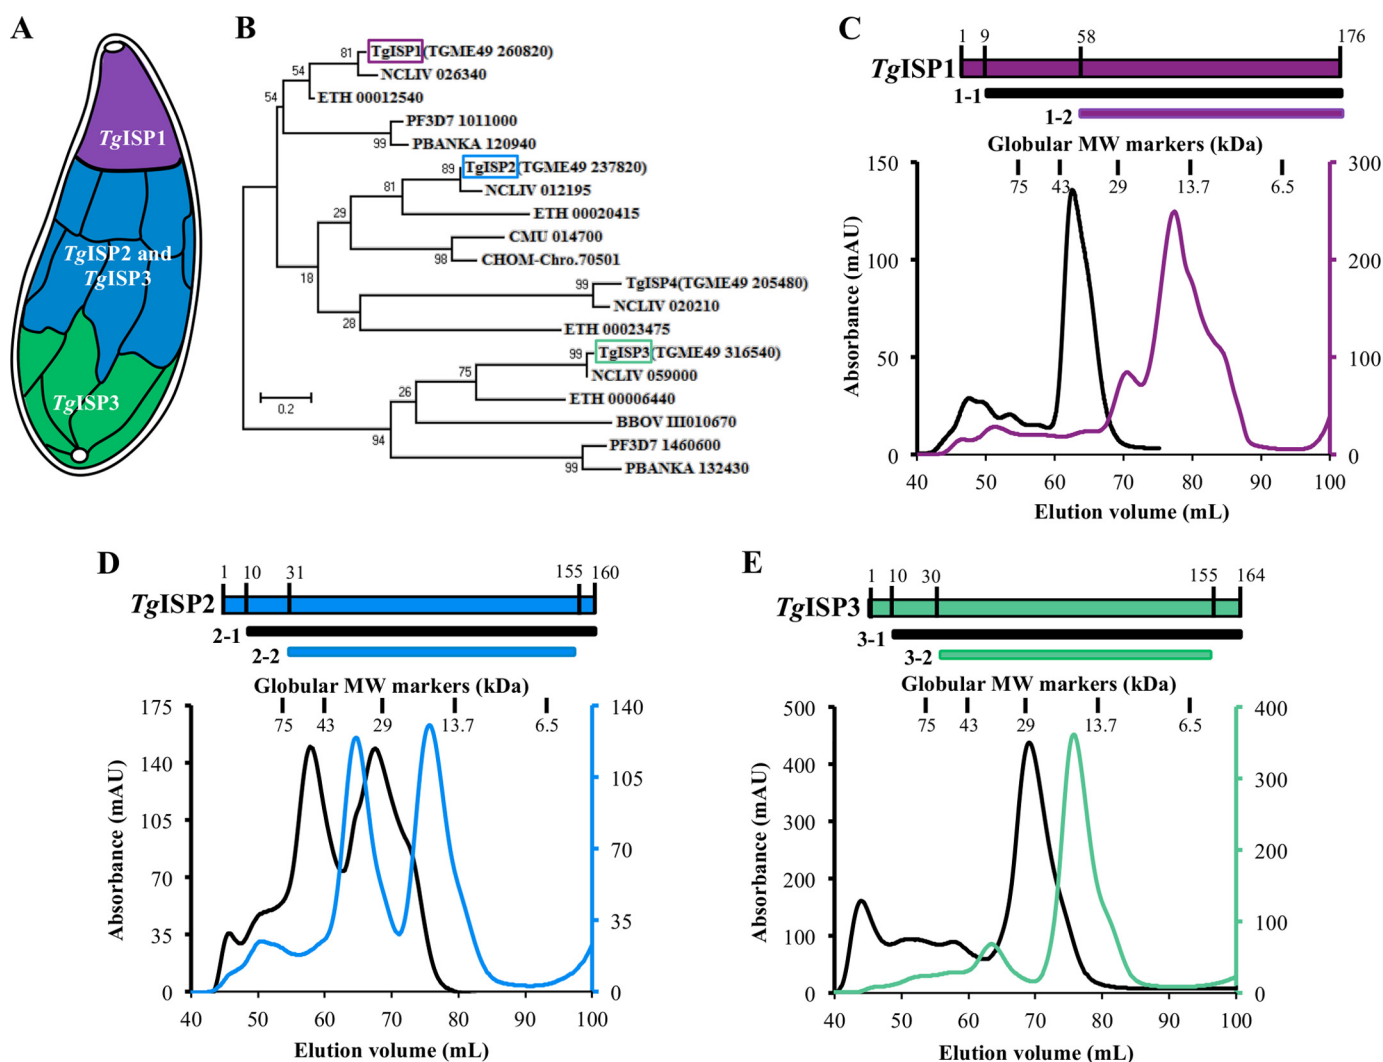 A
TgISP1
TgISP2 and
TgISP3
TgISP3
B
81
TgISP1(TGME49 260820)
54
NCLIV 026340
54
ETH 00012540
PF3D7 1011000
99
PBANKA 120940
89
TgISP2(TGME49 237820)
81
NCLIV 012195
29
ETH 00020415
CMU 014700
98
CHOM-Chro.70501
18
99
TgISP4(TGME49 205480)
NCLIV 020210
28
ETH 00023475
99
TgISP3(TGME49 316540)
75
NCLIV 059000
26
ETH 00006440
0.2
BBOV III010670
94
PF3D7 1460600
99
PBANKA 132430
C
1 9 58 176
TgISP1
1-1
1-2
Globular MW markers (kDa)
75 43 29 13.7 6.5
150 300
100 200
50 100
0 0
Absorbance (mAU)
40 50 60 70 80 90 100
Elution volume (mL)
D
1 10 31 155 160
TgISP2
2-1
2-2
Globular MW markers (kDa)
75 43 29 13.7 6.5
175 140
140
105
105
70
70
35
35
0 0
Absorbance (mAU)
40 50 60 70 80 90 100
Elution volume (mL)
E
1 10 30 155 164
TgISP3
3-1
3-2
Globular MW markers (kDa)
75 43 29 13.7 6.5
500 400
400
300
300
200
200
100
100
0 0
Absorbance (mAU)
40 50 60 70 80 90 100
Elution volume (mL)